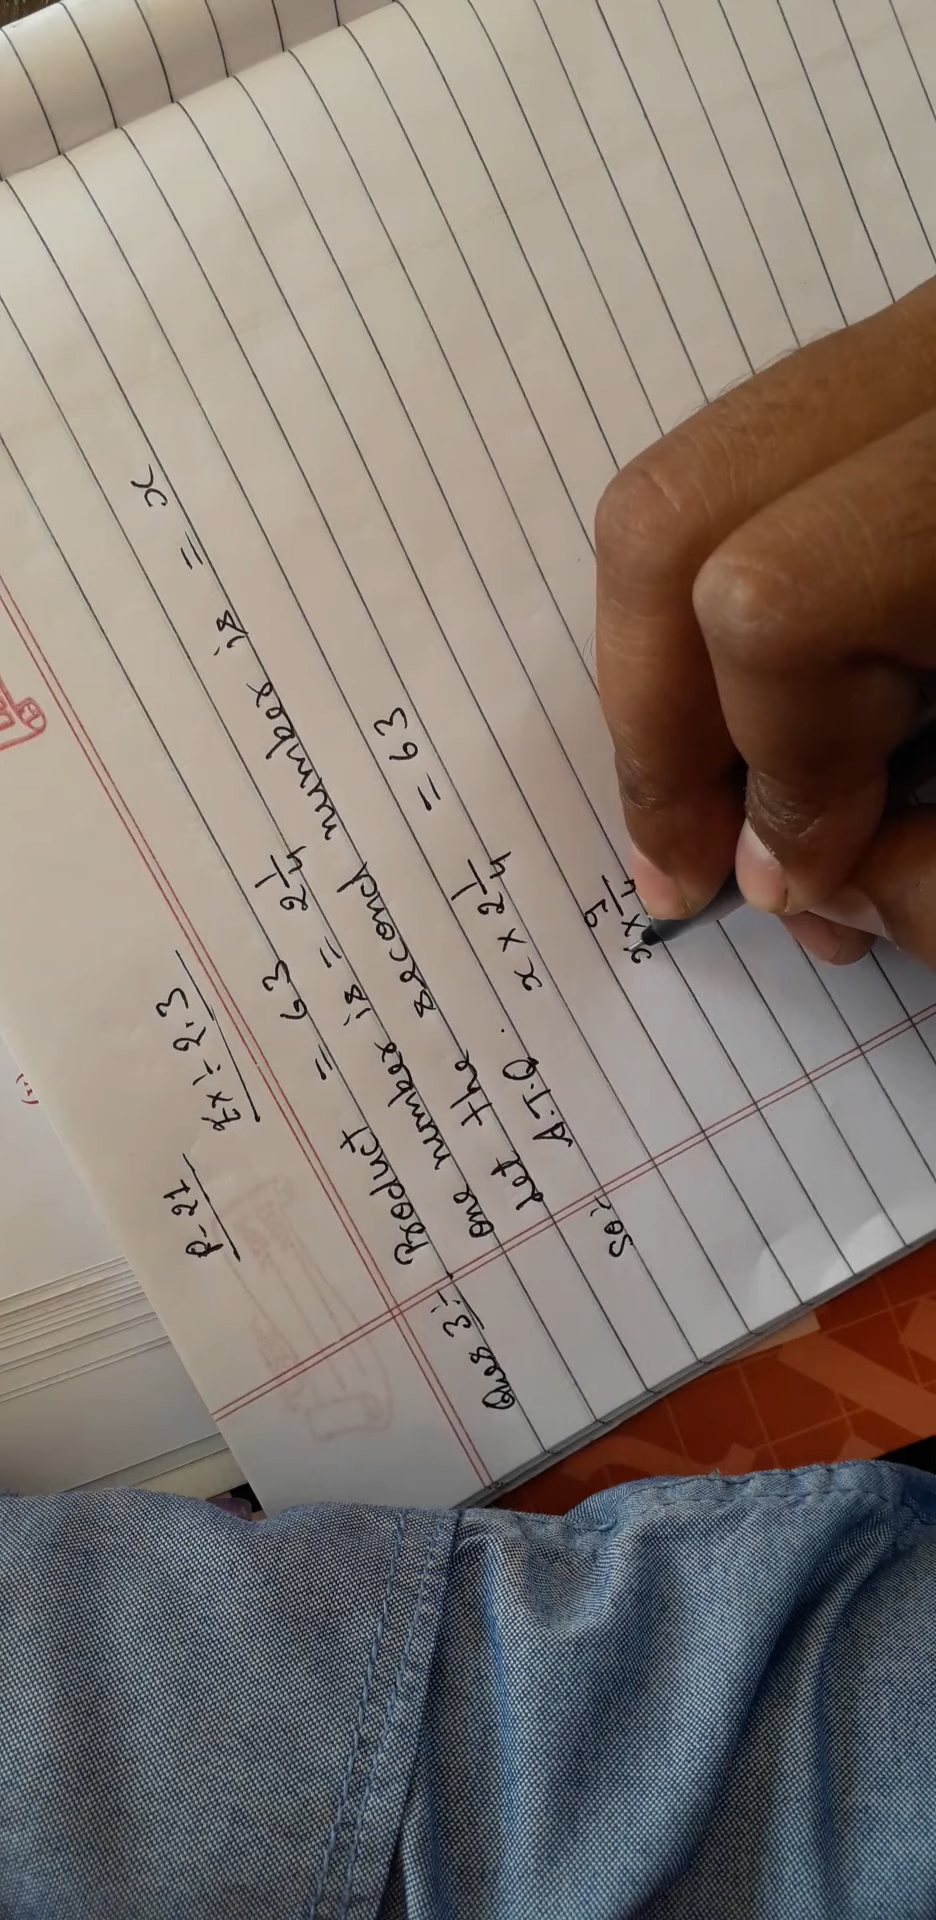 P-21 Ex:- 2.3
Ques 3:- Product = 63
One number is = 2 1/4
Let the second number is = x
A.T.Q.
Sol:- x × 2 1/4 = 63
x × 9/4